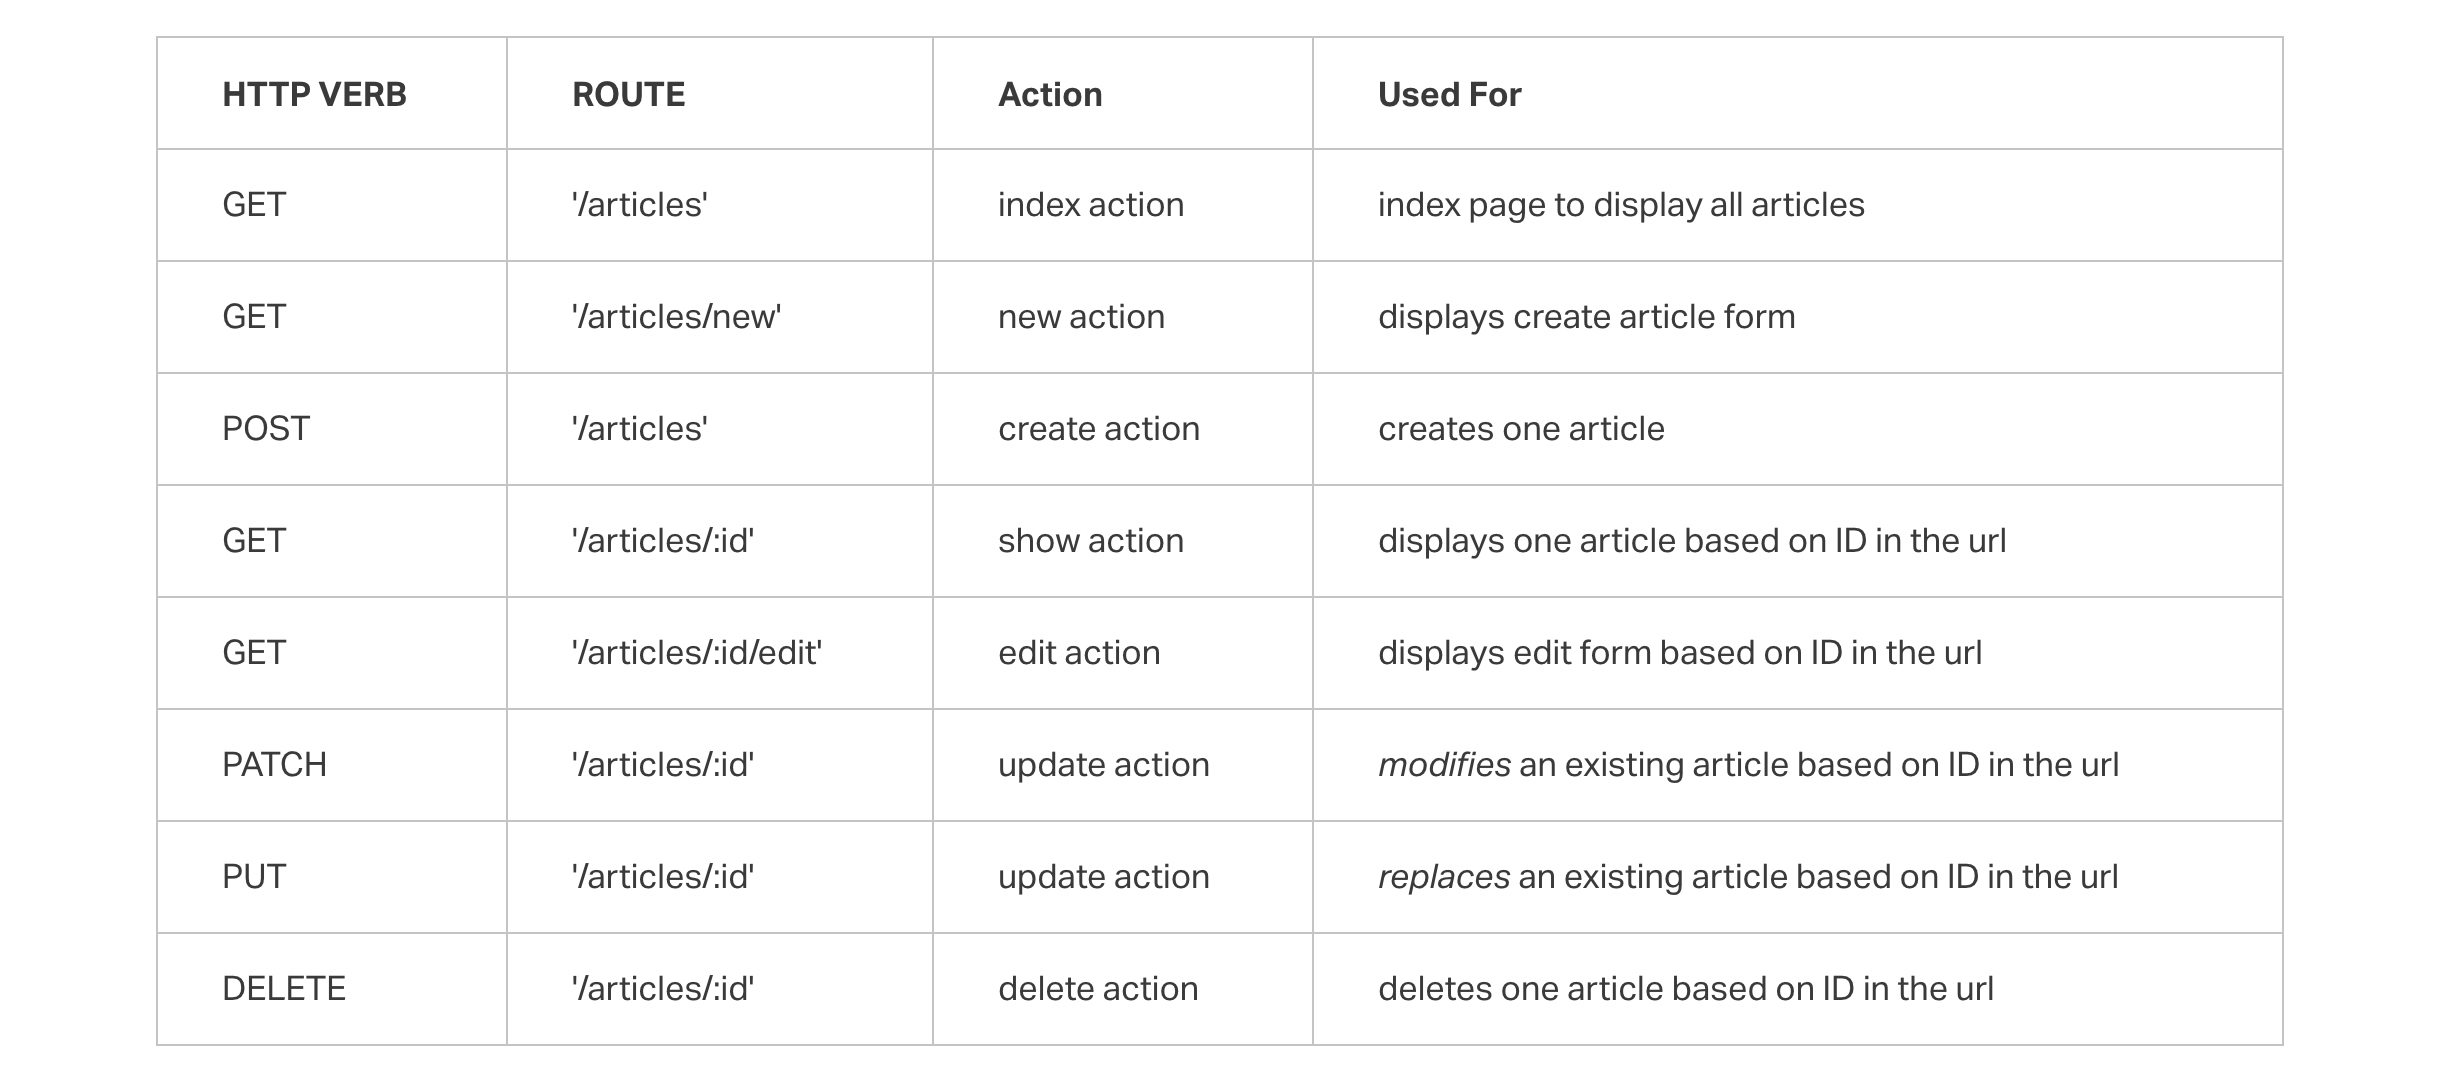 HTTP VERB ROUTE Action Used For
GET '/articles' index action index page to display all articles
GET '/articles/new' new action displays create article form
POST '/articles' create action creates one article
GET '/articles/:id' show action displays one article based on ID in the url
GET '/articles/:id/edit' edit action displays edit form based on ID in the url
PATCH '/articles/:id' update action modifies an existing article based on ID in the url
PUT '/articles/:id' update action replaces an existing article based on ID in the url
DELETE '/articles/:id' delete action deletes one article based on ID in the url